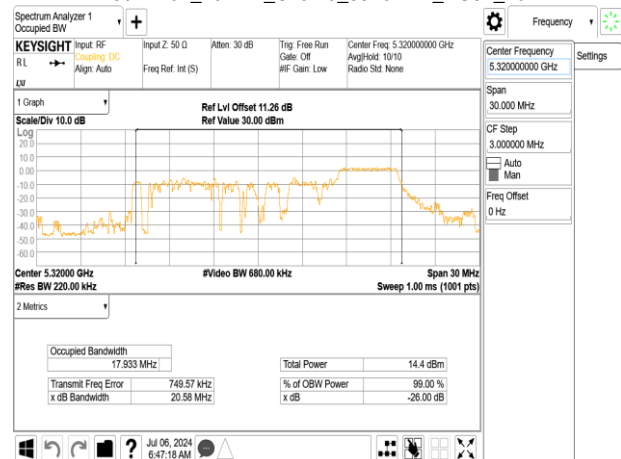 Spectrum Analyzer 1
Occupied BW
Frequency
KEYSIGHT
Input: RF
Input Z: 50 Ω
Atten: 30 dB
Trig: Free Run
Center Freq: 5.320000000 GHz
RL
Coupling: DC
Gate: Off
Avg|Hold: 10/10
Align: Auto
Freq Ref: Int (S)
#IF Gain: Low
Radio Std: None
LXI
Center Frequency
5.320000000 GHz
Settings
Span
30.000 MHz
CF Step
3.000000 MHz
Auto
Man
Freq Offset
0 Hz
1 Graph
Ref Lvl Offset 11.26 dB
Scale/Div 10.0 dB
Ref Value 30.00 dBm
Log
20.0
10.0
0.00
-10.0
-20.0
-30.0
-40.0
-50.0
-60.0
Center 5.32000 GHz
#Video BW 680.00 kHz
Span 30 MHz
#Res BW 220.00 kHz
Sweep 1.00 ms (1001 pts)
2 Metrics
Occupied Bandwidth
17.933 MHz
Total Power
14.4 dBm
Transmit Freq Error
749.57 kHz
% of OBW Power
99.00 %
x dB Bandwidth
20.58 MHz
x dB
-26.00 dB
?
Jul 06, 2024
6:47:18 AM